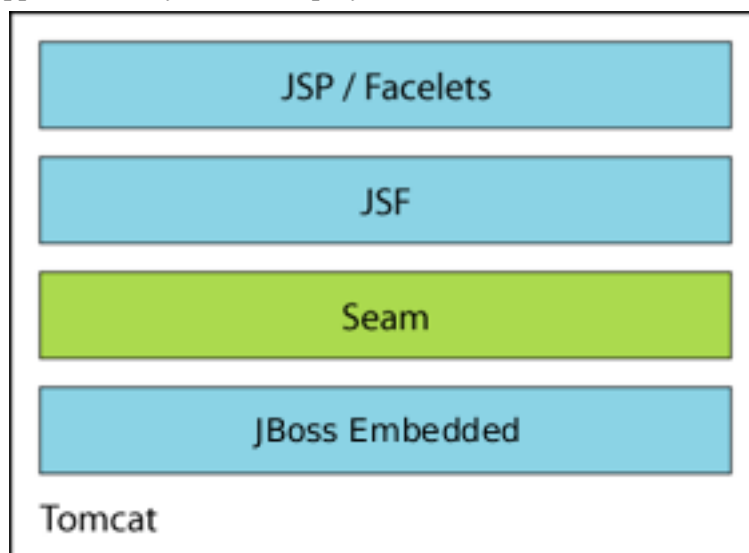 JSP / Facelets
JSF
Seam
JBoss Embedded
Tomcat